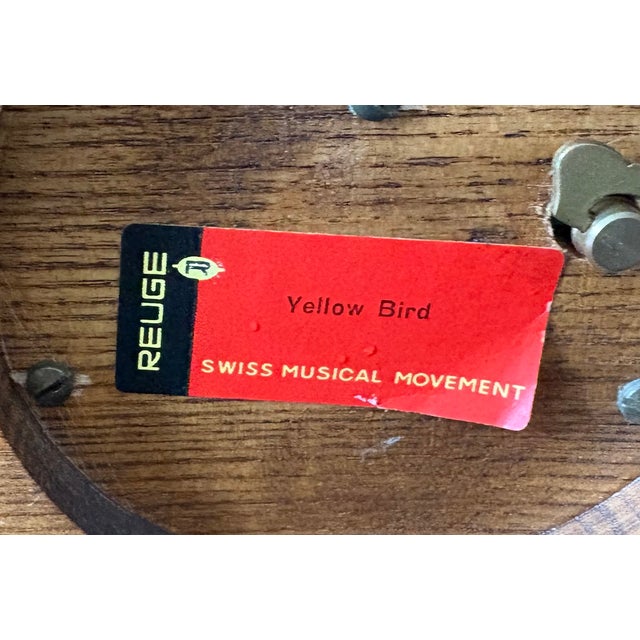 REUGE
Yellow Bird
SWISS MUSICAL MOVEMENT